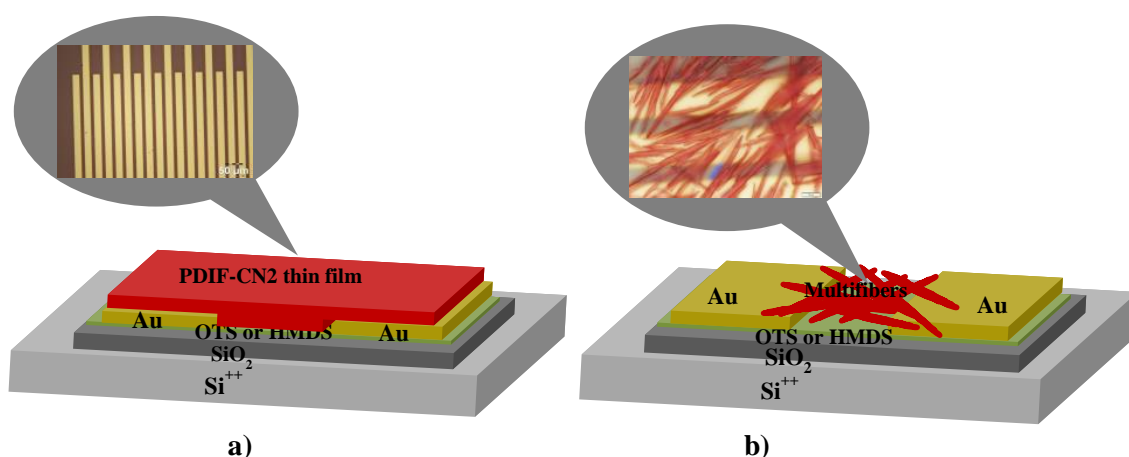 50 μm
PDIF-CN2 thin film
Au
Au
OTS or HMDS
SiO2
Si++
a)
Multifibers
Au
Au
OTS or HMDS
SiO2
Si++
b)